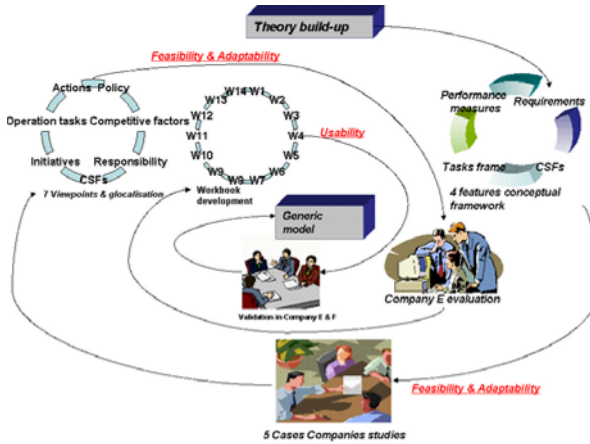 Theory build-up
Feasibility & Adaptability
Actions Policy
Operation tasks Competitive factors
Initiatives Responsibility
CSFs
7 Viewpoints & glocalisation
W14 W1
W13 W2
W12 W3
W11 W4
W10 W5
W9 W6
W8 W7
Workbook
development
Usability
Performance
measures
Requirements
Tasks frame CSFs
4 features conceptual
framework
Generic
model
Validation in Company E & F
Company E evaluation
Feasibility & Adaptability
5 Cases Companies studies